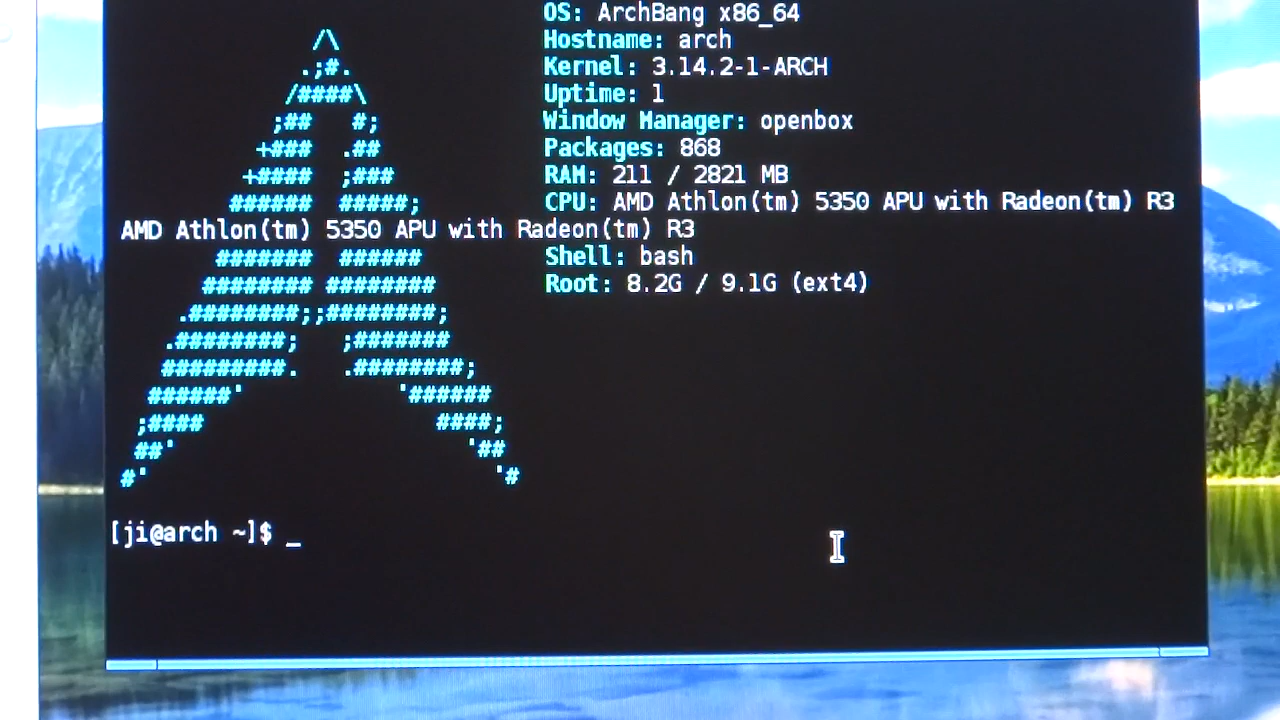 OS: ArchBang x86_64
/\ Hostname: arch
.;#. Kernel: 3.14.2-1-ARCH
/####\ Uptime: 1
;##   #; Window Manager: openbox
+###  .## Packages: 868
+####  ;### RAM: 211 / 2821 MB
######  #####; CPU: AMD Athlon(tm) 5350 APU with Radeon(tm) R3
AMD Athlon(tm) 5350 APU with Radeon(tm) R3
#######  ###### Shell: bash
######## ######## Root: 8.2G / 9.1G (ext4)
.########;;########;
.########;   ;#######
#########.   .########;
######'           '######
;####                 ####;
##'                     '##
#'                         '#
[ji@arch ~]$ _